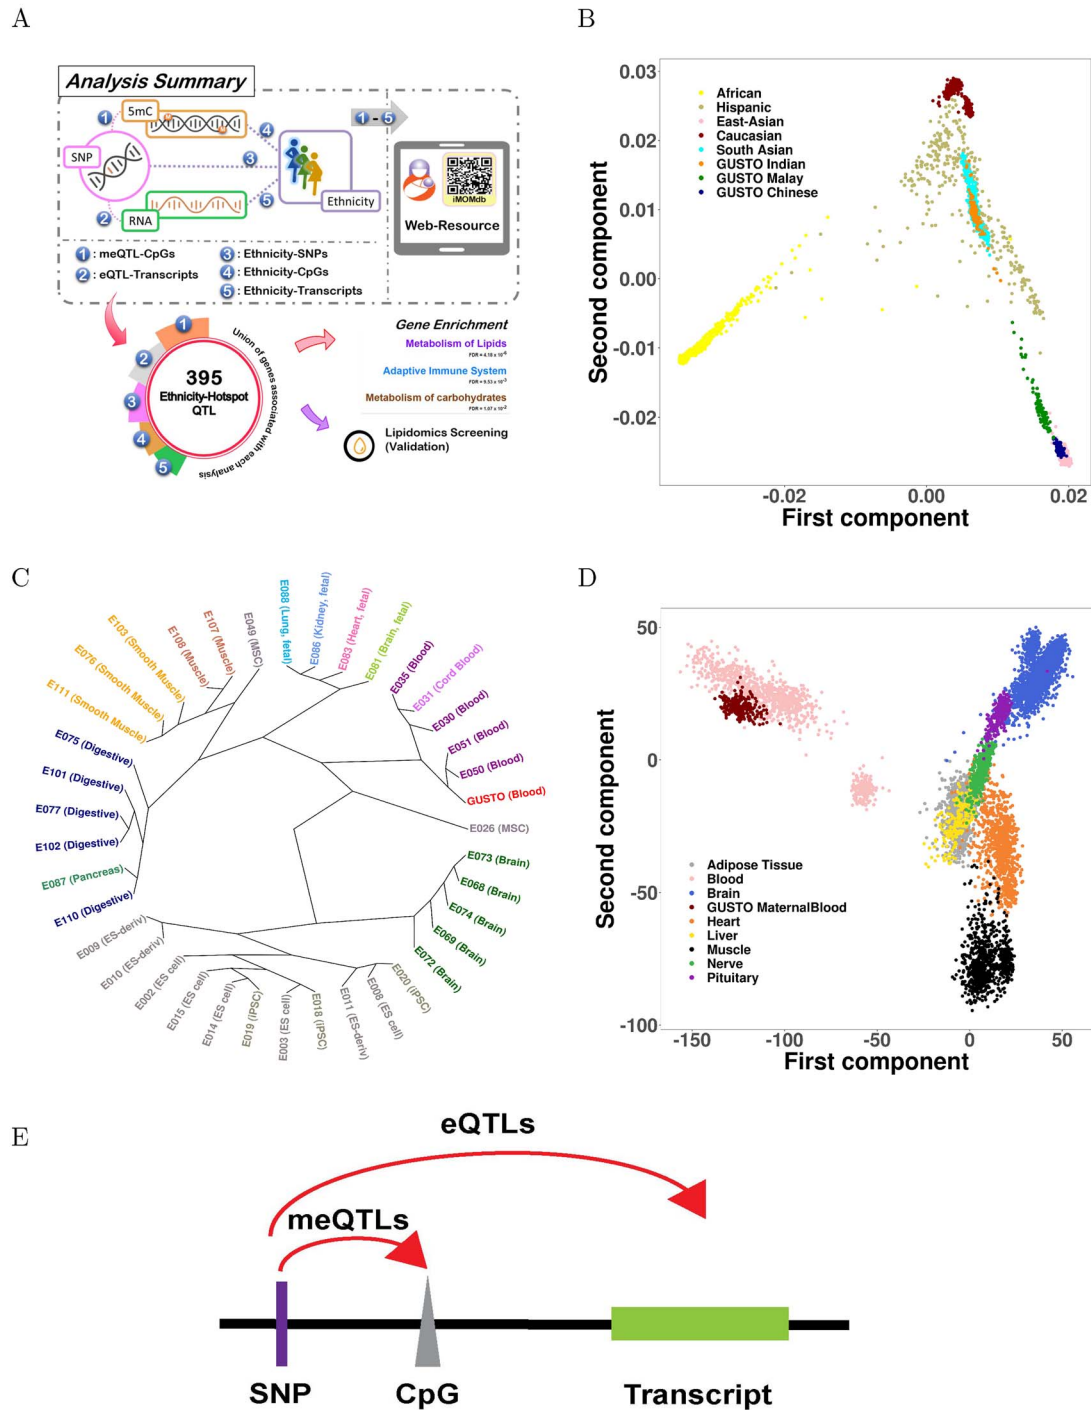 A
Analysis Summary
1
5mC
SNP
4
3
2
RNA
5
Ethnicity
1 - 5
iMOMdb
Web-Resource
1 : meQTL-CpGs
2 : eQTL-Transcripts
3 : Ethnicity-SNPs
4 : Ethnicity-CpGs
5 : Ethnicity-Transcripts
1
2
3
4
5
395
Ethnicity-Hotspot
QTL
Union of genes associated with each analysis
Gene Enrichment
Metabolism of Lipids
Adaptive Immune System
Metabolism of carbohydrates
Lipidomics Screening
(Validation)
B
0.03
0.02
0.01
0.00
-0.01
-0.02
Second component
African
Hispanic
East-Asian
Caucasian
South Asian
GUSTO Indian
GUSTO Malay
GUSTO Chinese
-0.02
0.00
0.02
First component
C
E088 (Lung, fetal)
E086 (Kidney, fetal)
E083 (Heart, fetal)
E081 (Brain, fetal)
E035 (Blood)
E031 (Cord Blood)
E030 (Blood)
E051 (Blood)
E050 (Blood)
GUSTO (Blood)
E026 (MSC)
E073 (Brain)
E068 (Brain)
E074 (Brain)
E069 (Brain)
E072 (Brain)
E020 (iPSC)
E008 (ES cell)
E011 (ES-deriv)
E018 (iPSC)
E003 (ES cell)
E019 (iPSC)
E014 (ES cell)
E015 (ES cell)
E002 (ES cell)
E010 (ES-deriv)
E009 (ES-deriv)
E110 (Digestive)
E087 (Pancreas)
E102 (Digestive)
E077 (Digestive)
E101 (Digestive)
E075 (Digestive)
E111 (Smooth Muscle)
E076 (Smooth Muscle)
E103 (Smooth Muscle)
E108 (Muscle)
E107 (Muscle)
E049 (MSC)
D
50
0
-50
-100
Second component
Adipose Tissue
Blood
Brain
GUSTO MaternalBlood
Heart
Liver
Muscle
Nerve
Pituitary
-150
-100
-50
0
50
First component
E
eQTLs
meQTLs
SNP
CpG
Transcript